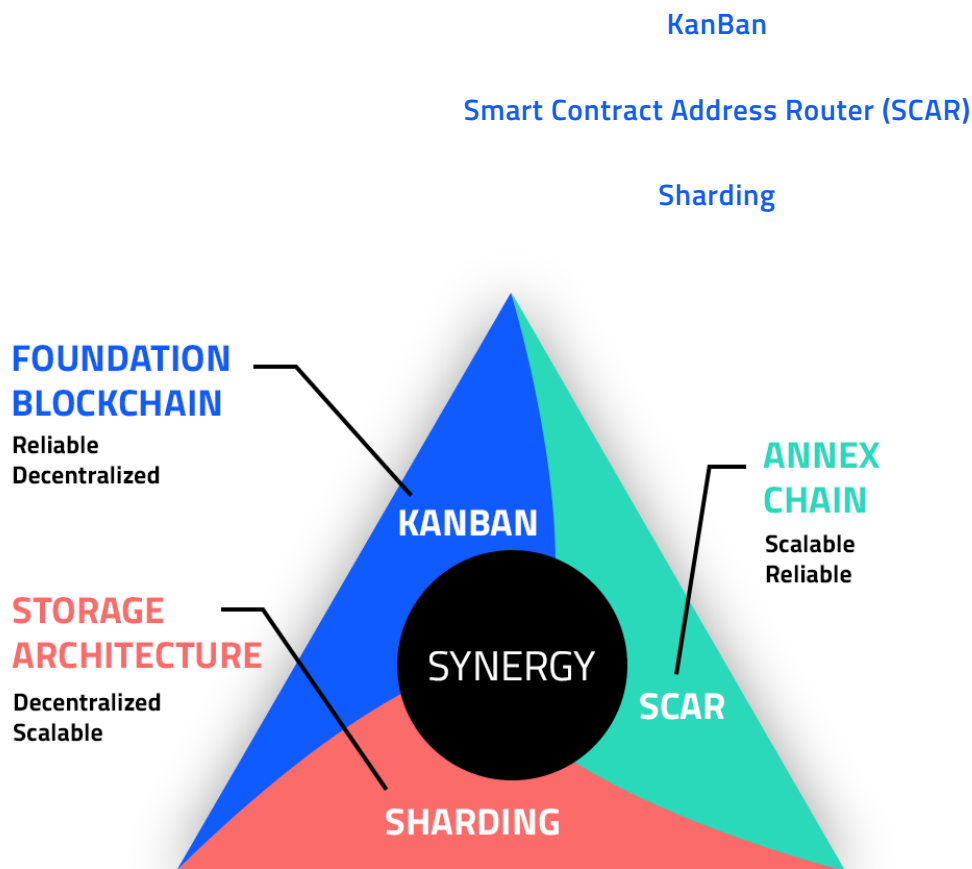 KanBan
Smart Contract Address Router (SCAR)
Sharding
FOUNDATION
BLOCKCHAIN
Reliable
Decentralized
KANBAN
ANNEX
CHAIN
Scalable
Reliable
STORAGE
ARCHITECTURE
Decentralized
Scalable
SYNERGY
SCAR
SHARDING